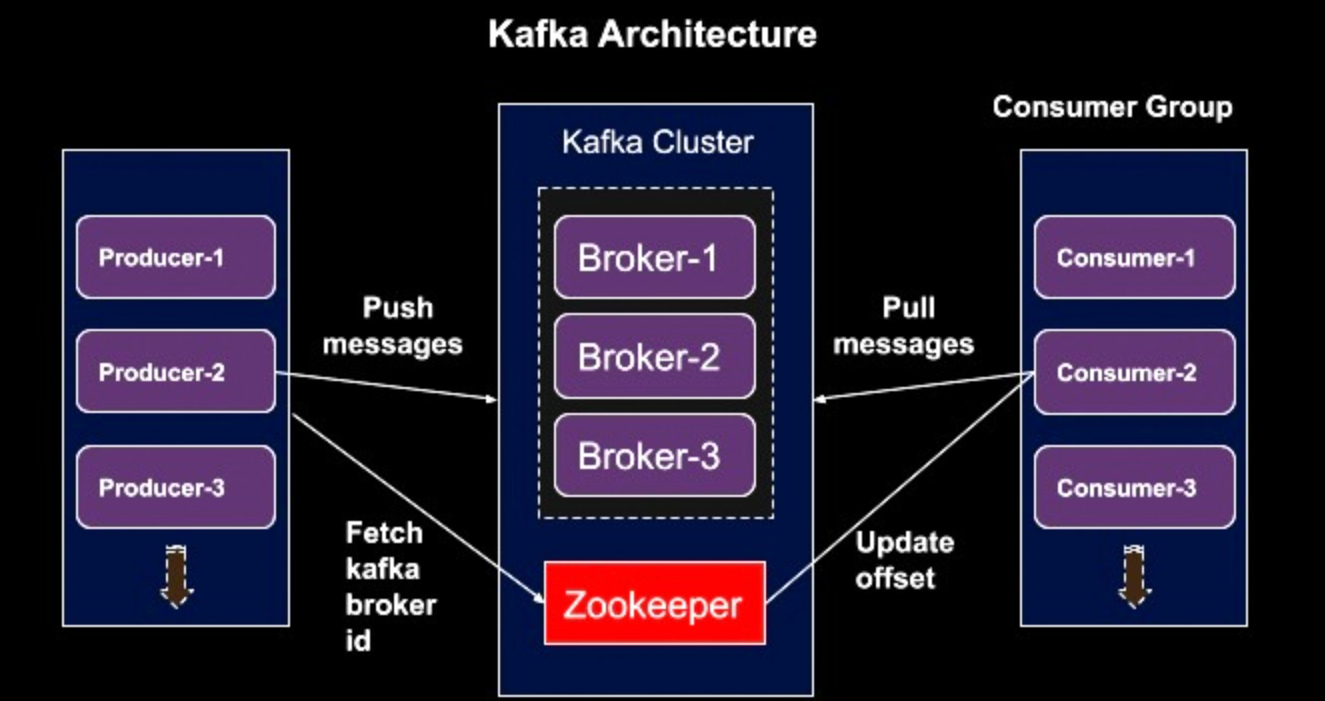 Kafka Architecture
Consumer Group
Kafka Cluster
Producer-1
Producer-2
Producer-3
Push
messages
Fetch
kafka
broker
id
Broker-1
Broker-2
Broker-3
Zookeeper
Pull
messages
Update
offset
Consumer-1
Consumer-2
Consumer-3